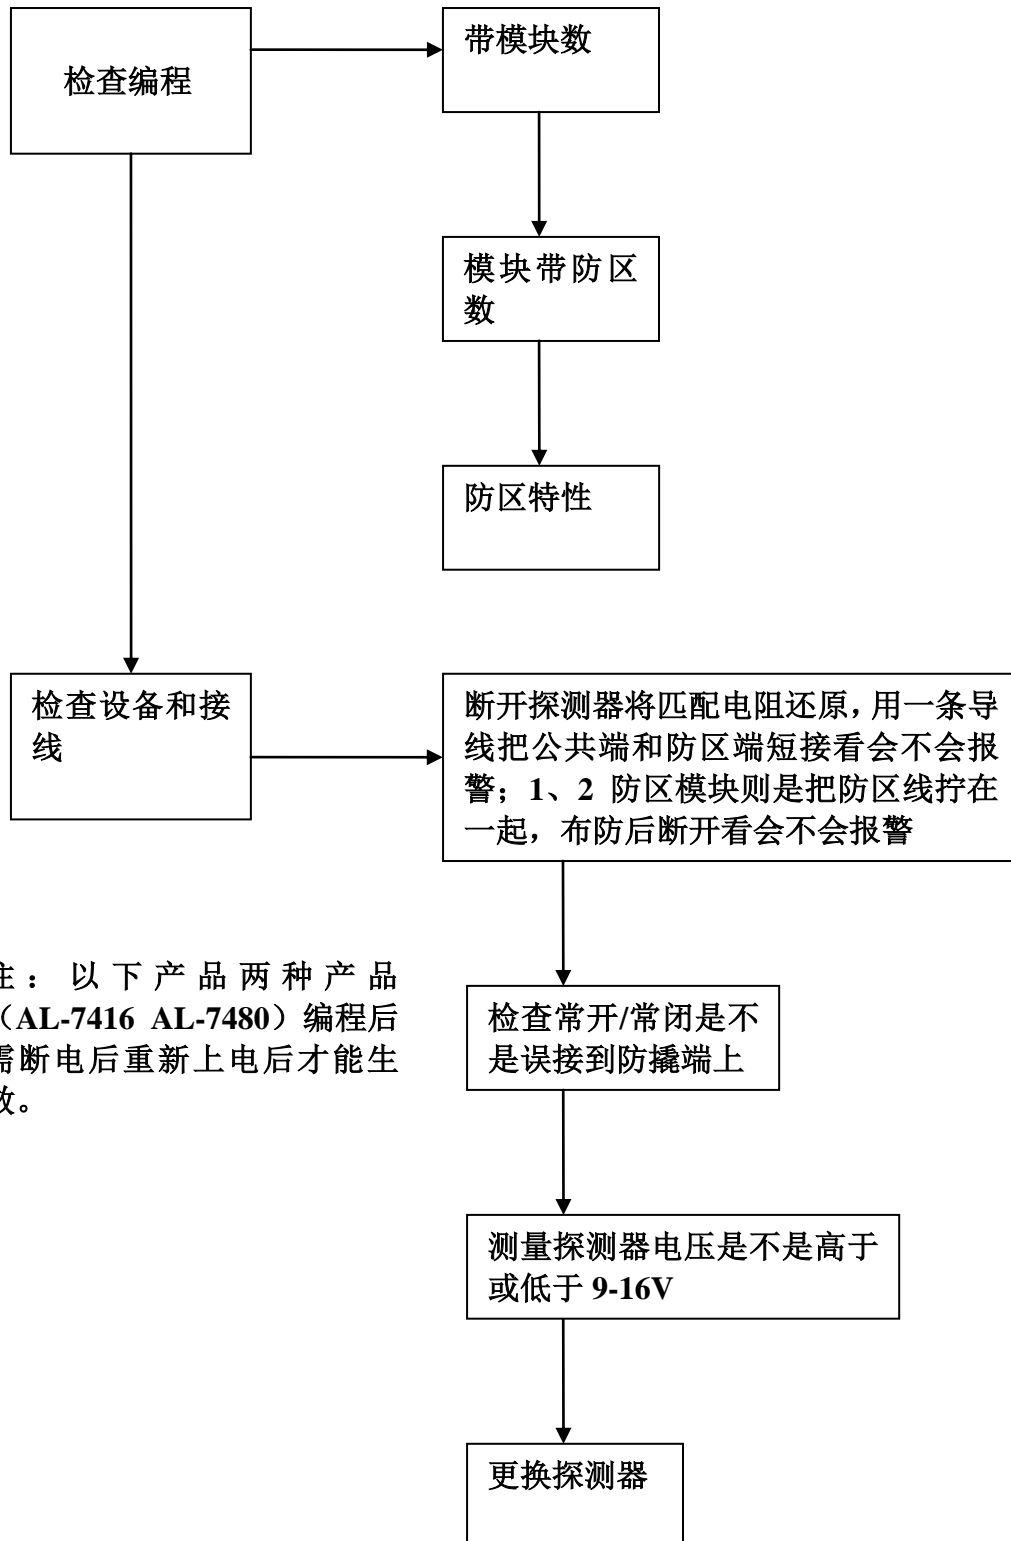 检查编程
带模块数
模块带防区
数
防区特性
检查设备和接
线
断开探测器将匹配电阻还原，用一条导
线把公共端和防区端短接看会不会报
警；1、2 防区模块则是把防区线拧在
一起，布防后断开看会不会报警
注：以下产品两种产品
（AL-7416 AL-7480）编程后
需断电后重新上电后才能生
效。
检查常开/常闭是不
是误接到防撬端上
测量探测器电压是不是高于
或低于 9-16V
更换探测器